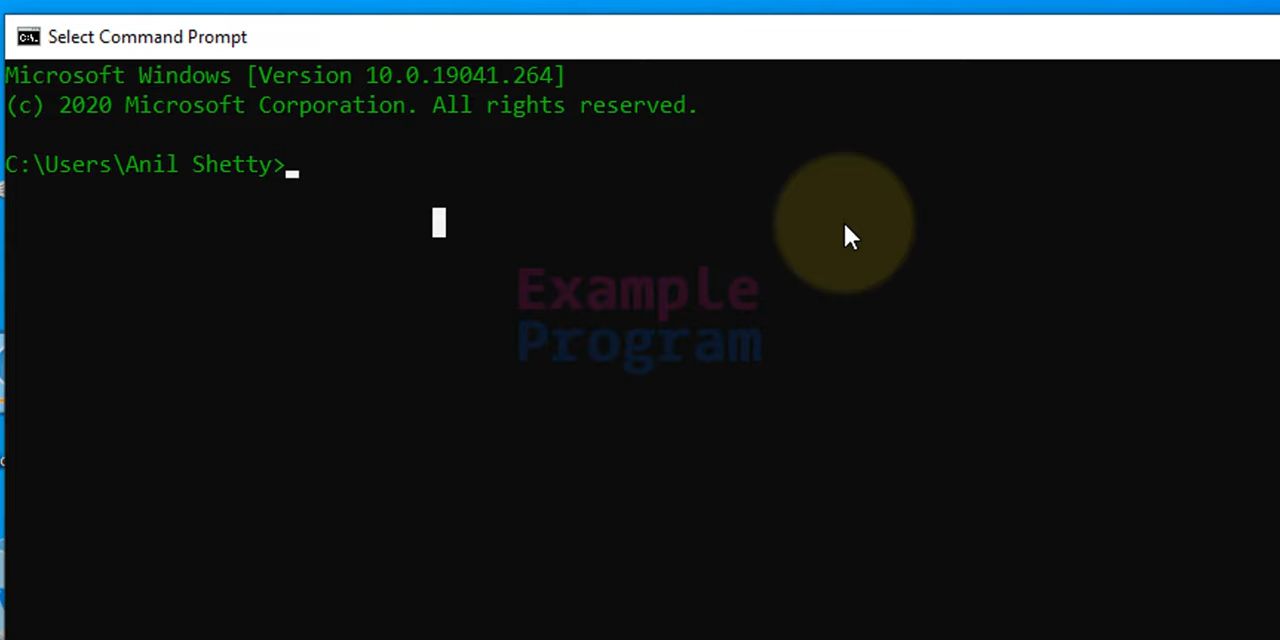 Select Command Prompt
Microsoft Windows [Version 10.0.19041.264]
(c) 2020 Microsoft Corporation. All rights reserved.
C:\Users\Anil Shetty>
Example
Program